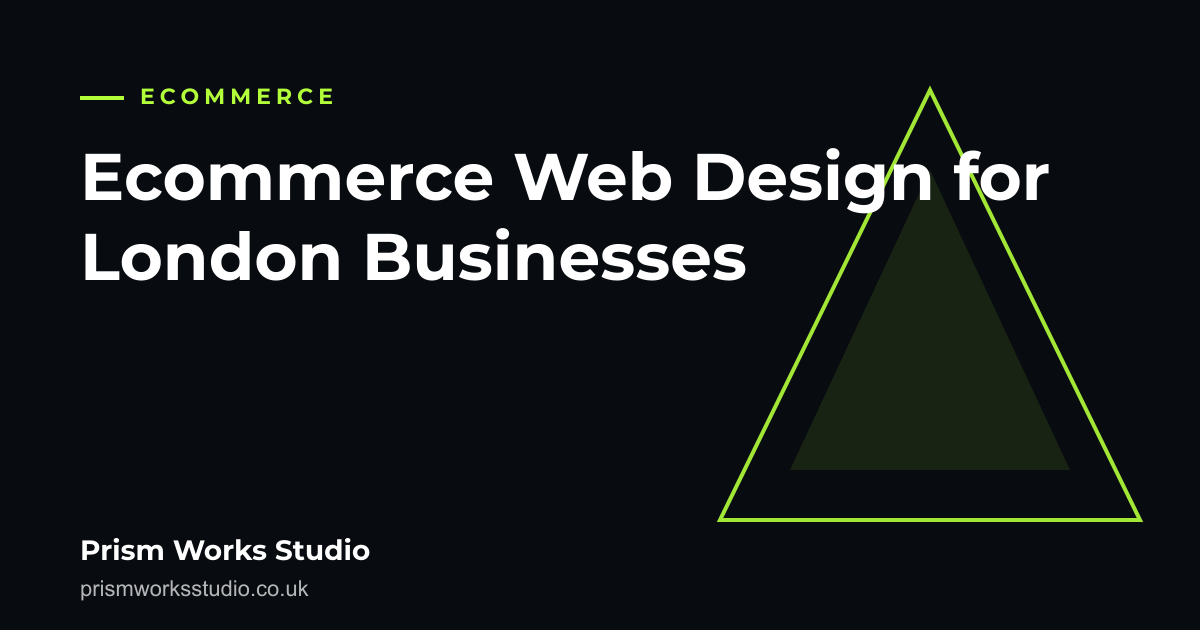 ECOMMERCE
Ecommerce Web Design for
London Businesses
Prism Works Studio
prismworksstudio.co.uk